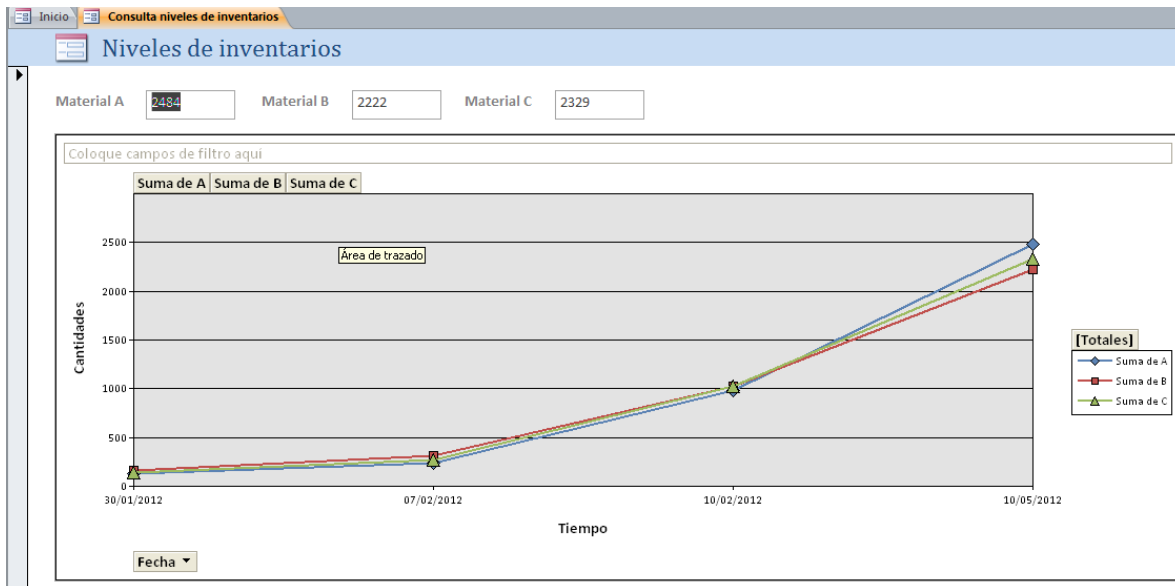 Inicio Consulta niveles de inventarios
Niveles de inventarios
Material A 2484 Material B 2222 Material C 2329
Coloque campos de filtro aquí
Suma de A Suma de B Suma de C
2500
Área de trazado
2000
1500
1000
500
0
Cantidades
30/01/2012 07/02/2012 10/02/2012 10/05/2012
Tiempo
Fecha
[Totales]
Suma de A
Suma de B
Suma de C